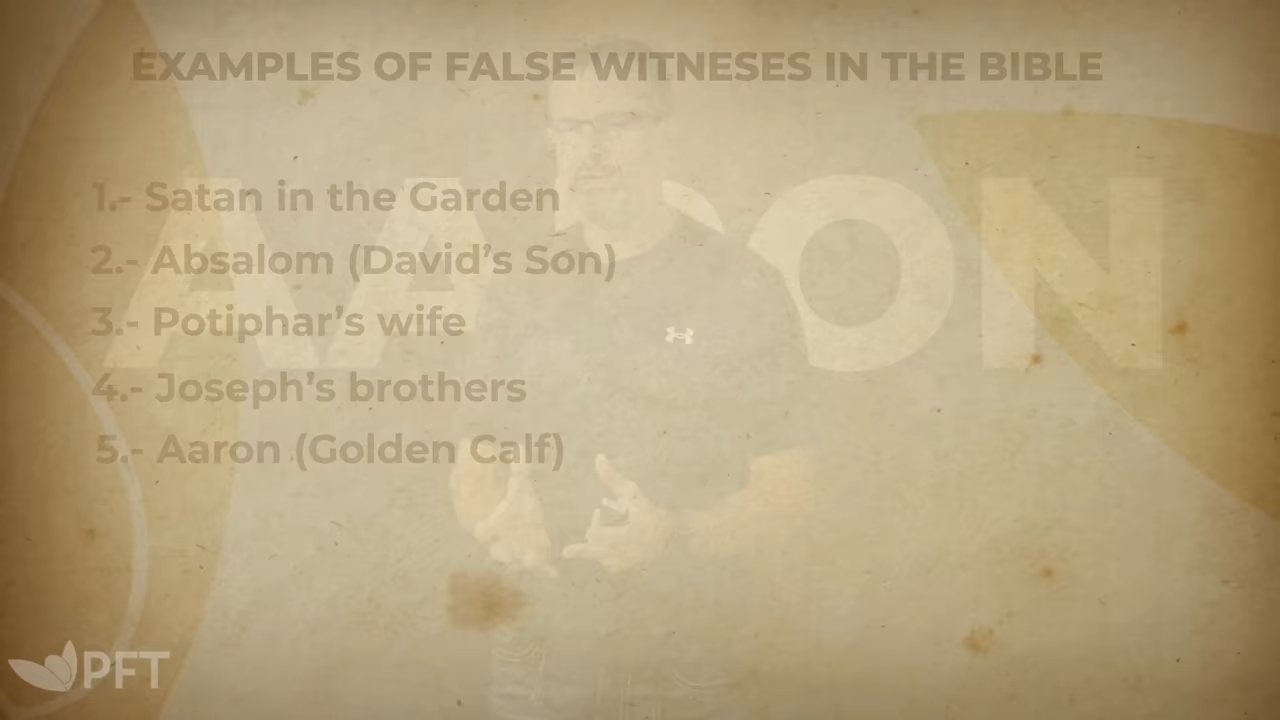 EXAMPLES OF FALSE WITNESES IN THE BIBLE
AARON
1.- Satan in the Garden
2.- Absalom (David’s Son)
3.- Potiphar’s wife
4.- Joseph’s brothers
5.- Aaron (Golden Calf)
PFT